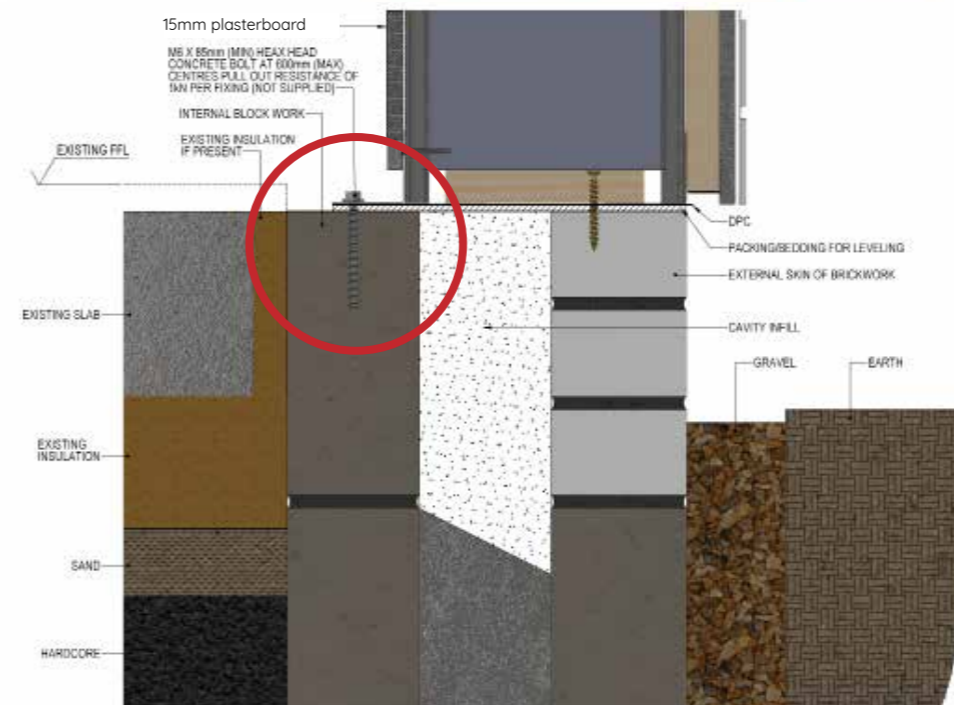 15mm plasterboard
M6 X 85mm (MIN) HEAX HEAD
CONCRETE BOLT AT 600mm (MAX)
CENTRES PULL OUT RESISTANCE OF
1kN PER FIXING (NOT SUPPLIED)
INTERNAL BLOCK WORK
EXISTING INSULATION
IF PRESENT
EXISTING FFL
DPC
PACKING/BEDDING FOR LEVELING
EXTERNAL SKIN OF BRICKWORK
EXISTING SLAB
CAVITY INFILL
GRAVEL
EARTH
EXISTING
INSULATION
SAND
HARDCORE